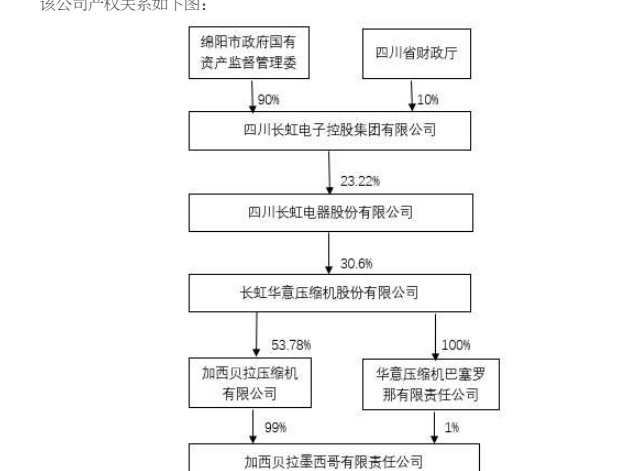 该公司产权关系如下图：
绵阳市政府国有
资产监督管理委
四川省财政厅
90%
10%
四川长虹电子控股集团有限公司
23.22%
四川长虹电器股份有限公司
30.6%
长虹华意压缩机股份有限公司
53.78%
100%
加西贝拉压缩机
有限公司
华意压缩机巴塞罗
那有限责任公司
99%
1%
加西贝拉墨西哥有限责任公司